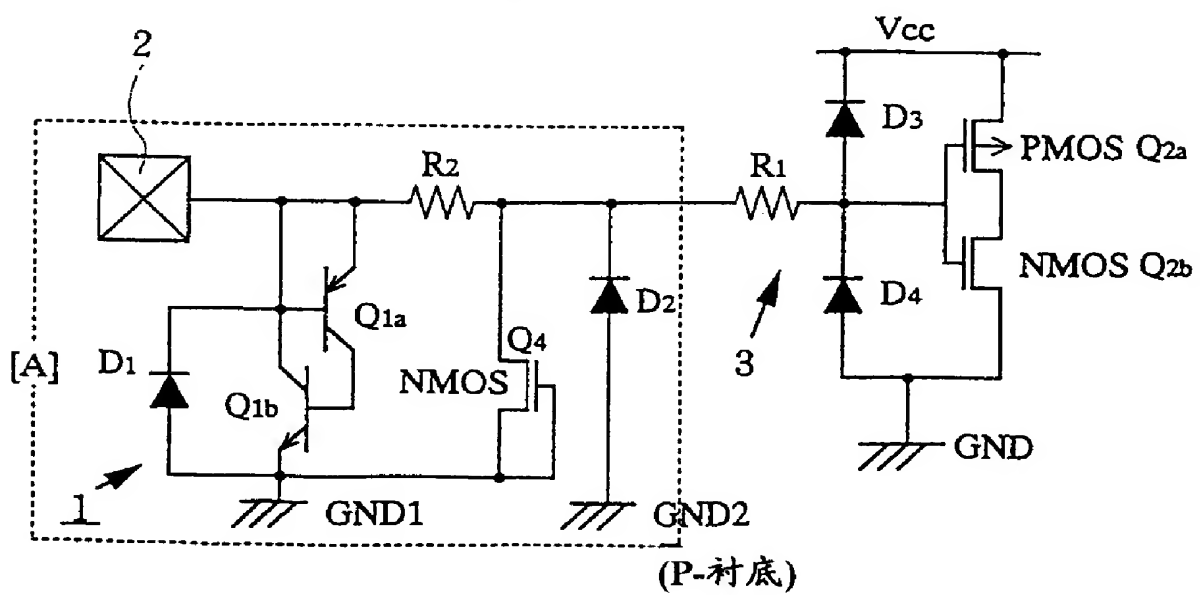 2
Vcc
D3
R2
R1
PMOS Q2a
NMOS Q2b
Q1a
D2
D4
[A]
D1
Q4
NMOS
3
Q1b
1
GND1
GND2
GND
(P-衬底)